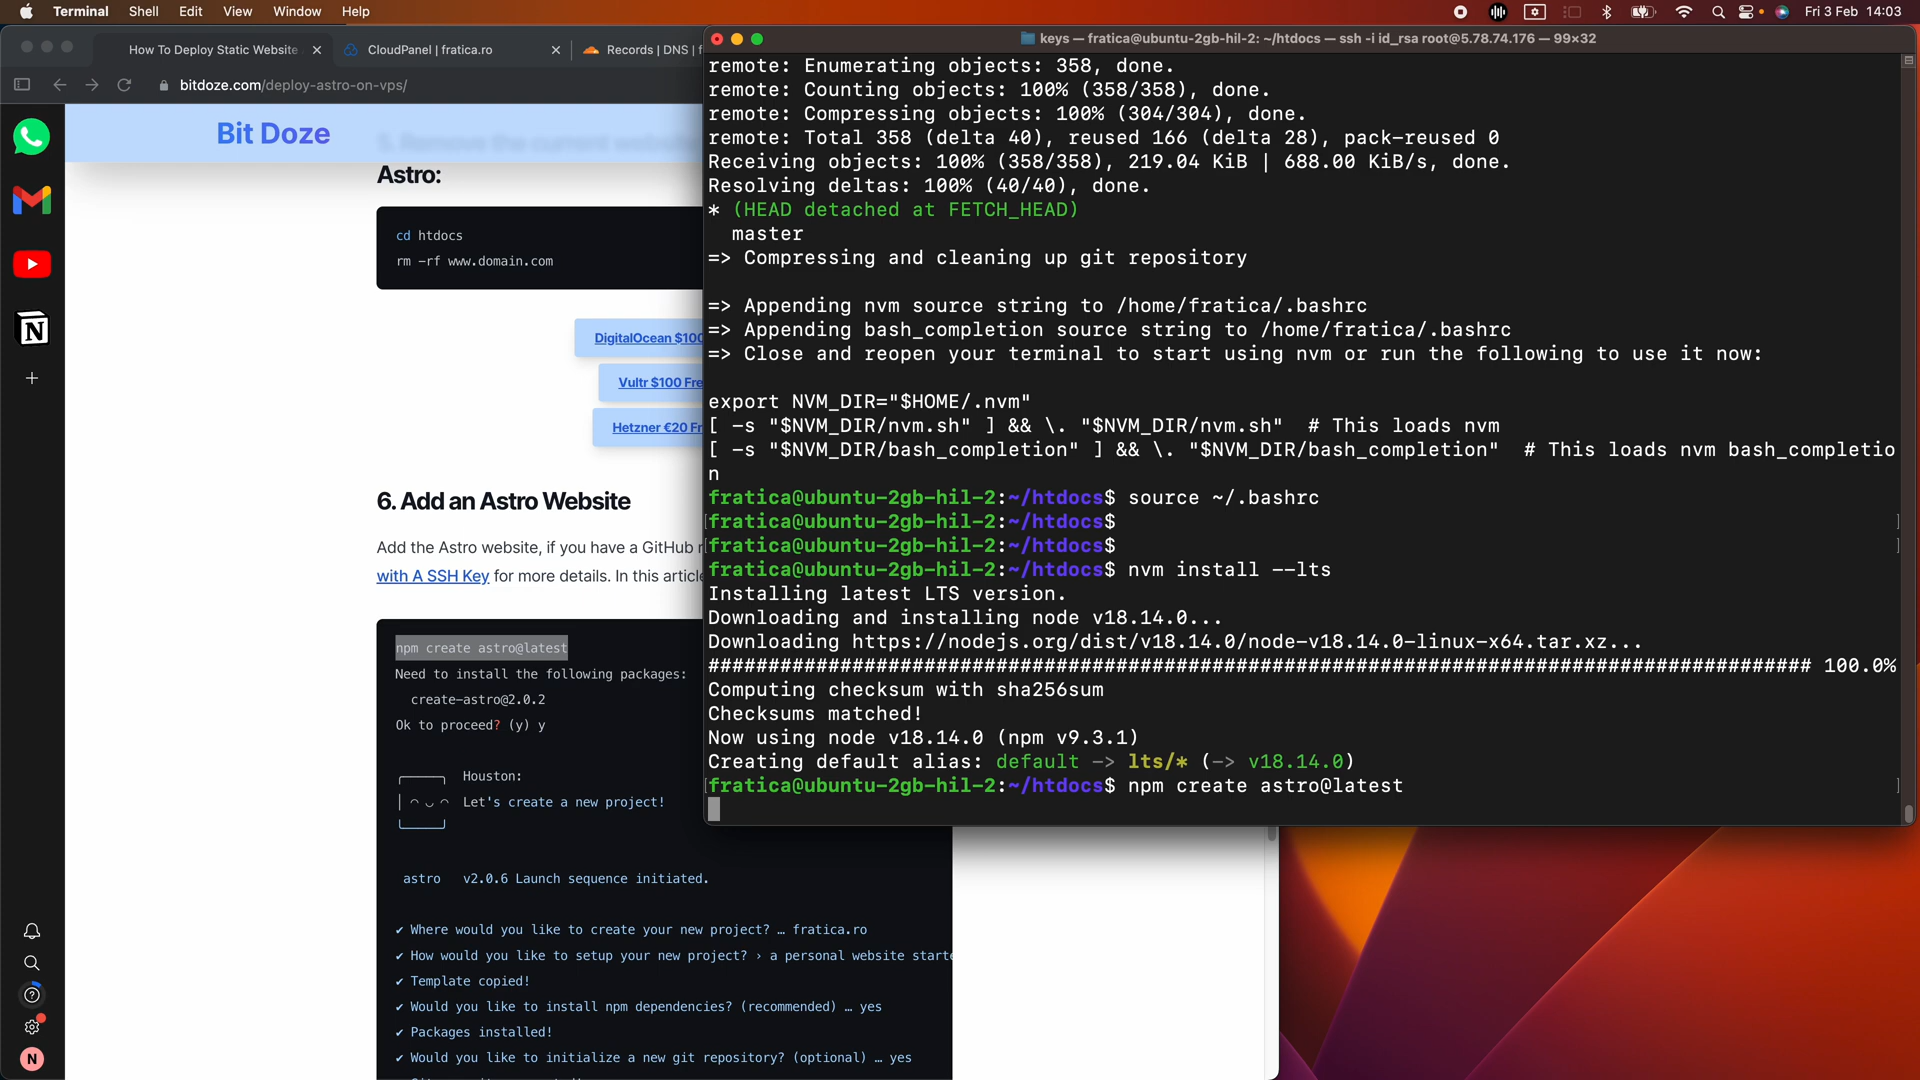 Terminal Shell Edit View Window Help
Fri 3 Feb 14:03
How To Deploy Static Website
CloudPanel | fratica.ro
Records | DNS | f
bitdoze.com/deploy-astro-on-vps/
Bit Doze
5. Remove the current website
Astro:
cd htdocs
rm -rf www.domain.com
DigitalOcean $100
Vultr $100 Fre
Hetzner €20 Fr
6. Add an Astro Website
Add the Astro website, if you have a GitHub
with A SSH Key for more details. In this article
npm create astro@latest
Need to install the following packages:
create-astro@2.0.2
Ok to proceed? (y) y
Houston:
Let's create a new project!
astro v2.0.6 Launch sequence initiated.
✔ Where would you like to create your new project? … fratica.ro
✔ How would you like to setup your new project? › a personal website starte
✔ Template copied!
✔ Would you like to install npm dependencies? (recommended) … yes
✔ Packages installed!
✔ Would you like to initialize a new git repository? (optional) … yes
N
keys — fratica@ubuntu-2gb-hil-2: ~/htdocs — ssh -i id_rsa root@5.78.74.176 — 99×32
remote: Enumerating objects: 358, done.
remote: Counting objects: 100% (358/358), done.
remote: Compressing objects: 100% (304/304), done.
remote: Total 358 (delta 40), reused 166 (delta 28), pack-reused 0
Receiving objects: 100% (358/358), 219.04 KiB | 688.00 KiB/s, done.
Resolving deltas: 100% (40/40), done.
* (HEAD detached at FETCH_HEAD)
master
=> Compressing and cleaning up git repository
=> Appending nvm source string to /home/fratica/.bashrc
=> Appending bash_completion source string to /home/fratica/.bashrc
=> Close and reopen your terminal to start using nvm or run the following to use it now:
export NVM_DIR="$HOME/.nvm"
[ -s "$NVM_DIR/nvm.sh" ] && \. "$NVM_DIR/nvm.sh" # This loads nvm
[ -s "$NVM_DIR/bash_completion" ] && \. "$NVM_DIR/bash_completion" # This loads nvm bash_completio
n
fratica@ubuntu-2gb-hil-2:~/htdocs$ source ~/.bashrc
fratica@ubuntu-2gb-hil-2:~/htdocs$
fratica@ubuntu-2gb-hil-2:~/htdocs$
fratica@ubuntu-2gb-hil-2:~/htdocs$ nvm install --lts
Installing latest LTS version.
Downloading and installing node v18.14.0...
Downloading https://nodejs.org/dist/v18.14.0/node-v18.14.0-linux-x64.tar.xz...
############################################################################################ 100.0%
Computing checksum with sha256sum
Checksums matched!
Now using node v18.14.0 (npm v9.3.1)
Creating default alias: default -> lts/* (-> v18.14.0)
fratica@ubuntu-2gb-hil-2:~/htdocs$ npm create astro@latest